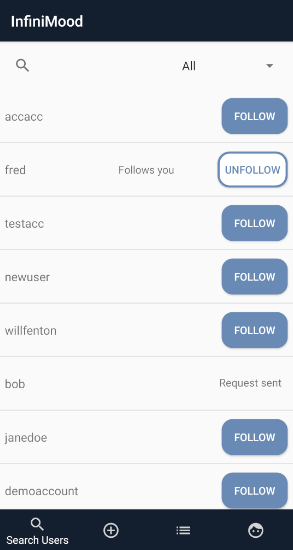 InfiniMood
All
accacc FOLLOW
fred Follows you UNFOLLOW
testacc FOLLOW
newuser FOLLOW
willfenton FOLLOW
bob Request sent
janedoe FOLLOW
demoaccount FOLLOW
Search Users